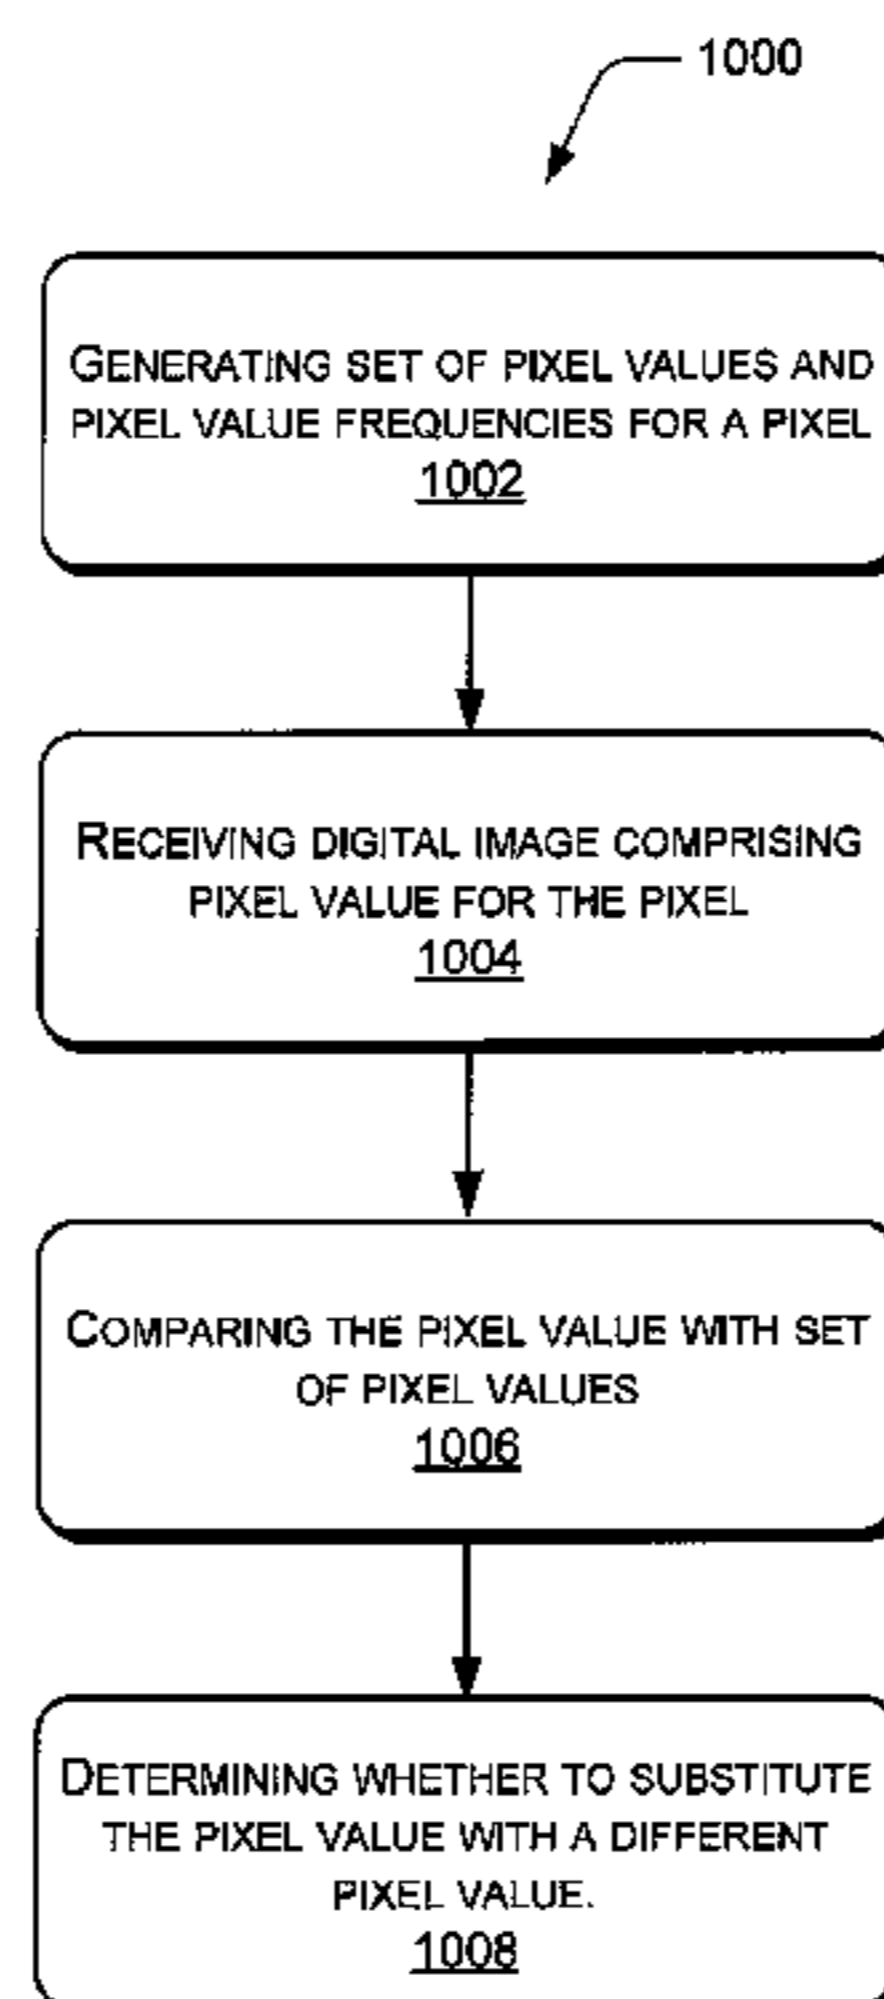 1000
GENERATING SET OF PIXEL VALUES AND
PIXEL VALUE FREQUENCIES FOR A PIXEL
1002
RECEIVING DIGITAL IMAGE COMPRISING
PIXEL VALUE FOR THE PIXEL
1004
COMPARING THE PIXEL VALUE WITH SET
OF PIXEL VALUES
1006
DETERMINING WHETHER TO SUBSTITUTE
THE PIXEL VALUE WITH A DIFFERENT
PIXEL VALUE.
1008